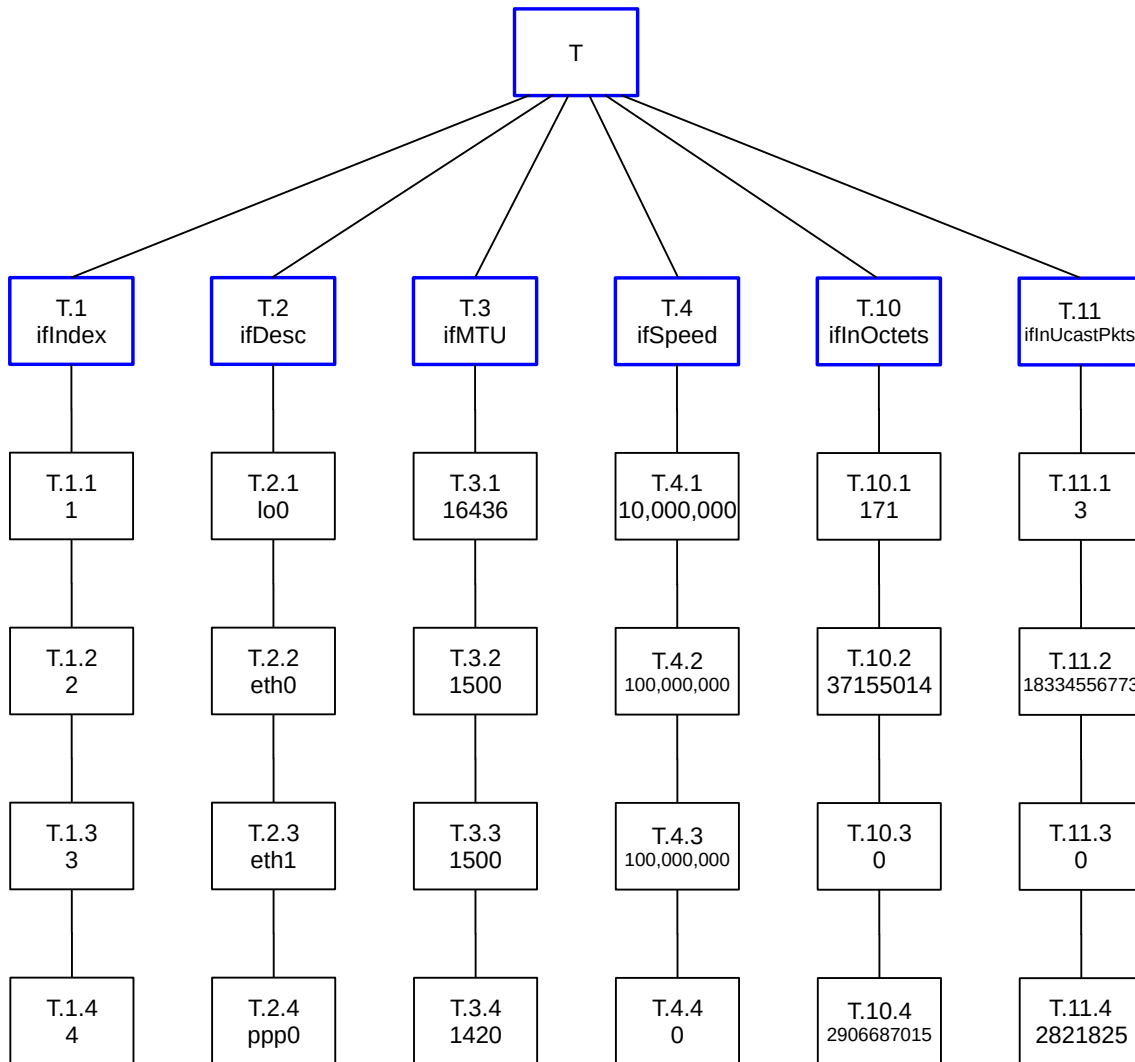 T
T.1
ifIndex
T.2
ifDesc
T.3
ifMTU
T.4
ifSpeed
T.10
ifInOctets
T.11
ifInUcastPkts
T.1.1
1
T.2.1
lo0
T.3.1
16436
T.4.1
10,000,000
T.10.1
171
T.11.1
3
T.1.2
2
T.2.2
eth0
T.3.2
1500
T.4.2
100,000,000
T.10.2
37155014
T.11.2
18334556773
T.1.3
3
T.2.3
eth1
T.3.3
1500
T.4.3
100,000,000
T.10.3
0
T.11.3
0
T.1.4
4
T.2.4
ppp0
T.3.4
1420
T.4.4
0
T.10.4
2906687015
T.11.4
2821825